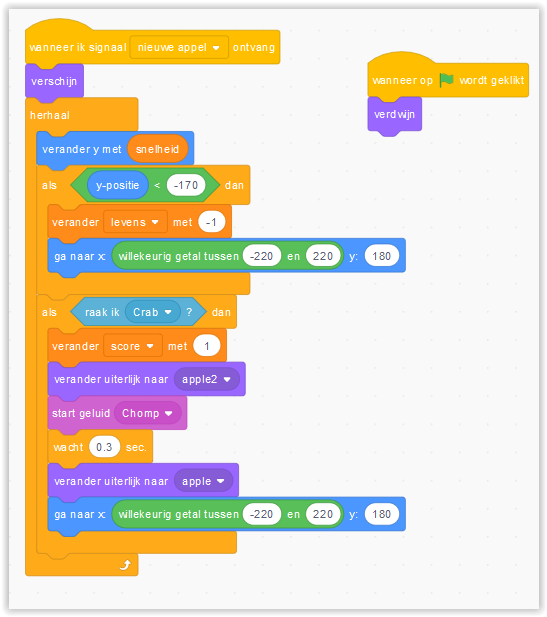 wanneer ik signaal nieuwe appel ontvang
verschijn
herhaal
verander y met snelheid
als y-positie < -170 dan
verander levens met -1
ga naar x: willekeurig getal tussen -220 en 220 y: 180
als raak ik Crab ? dan
verander score met 1
verander uiterlijk naar apple2
start geluid Chomp
wacht 0.3 sec.
verander uiterlijk naar apple
ga naar x: willekeurig getal tussen -220 en 220 y: 180
wanneer op wordt geklikt
verdwijn